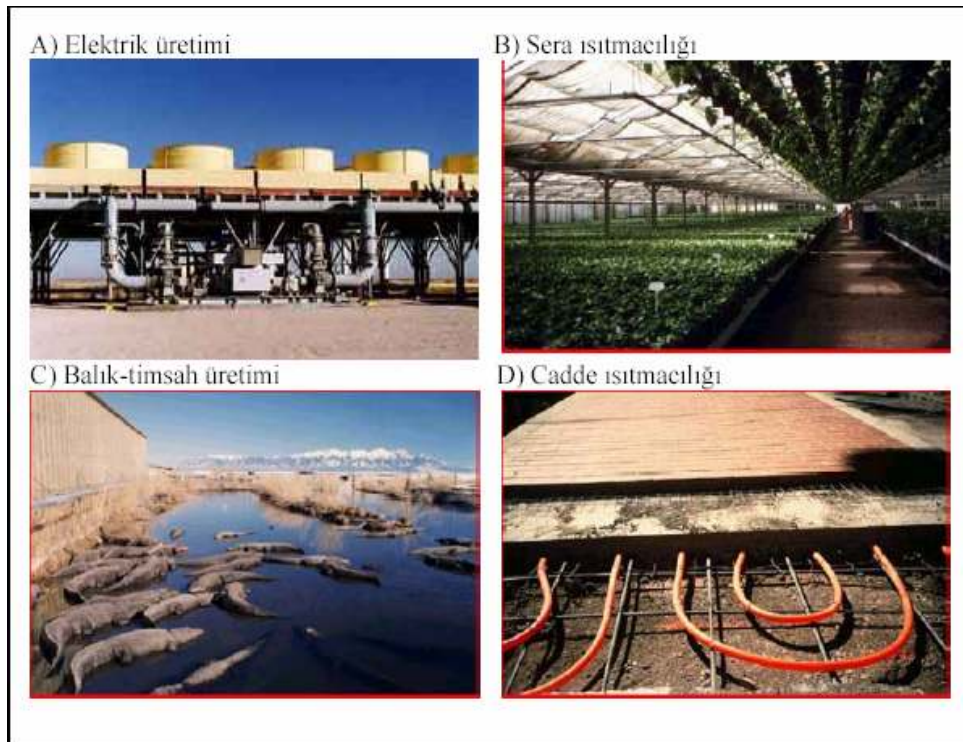 A) Elektrik üretimi
B) Sera ısıtmacılığı
C) Balık-timsah üretimi
D) Cadde ısıtmacılığı